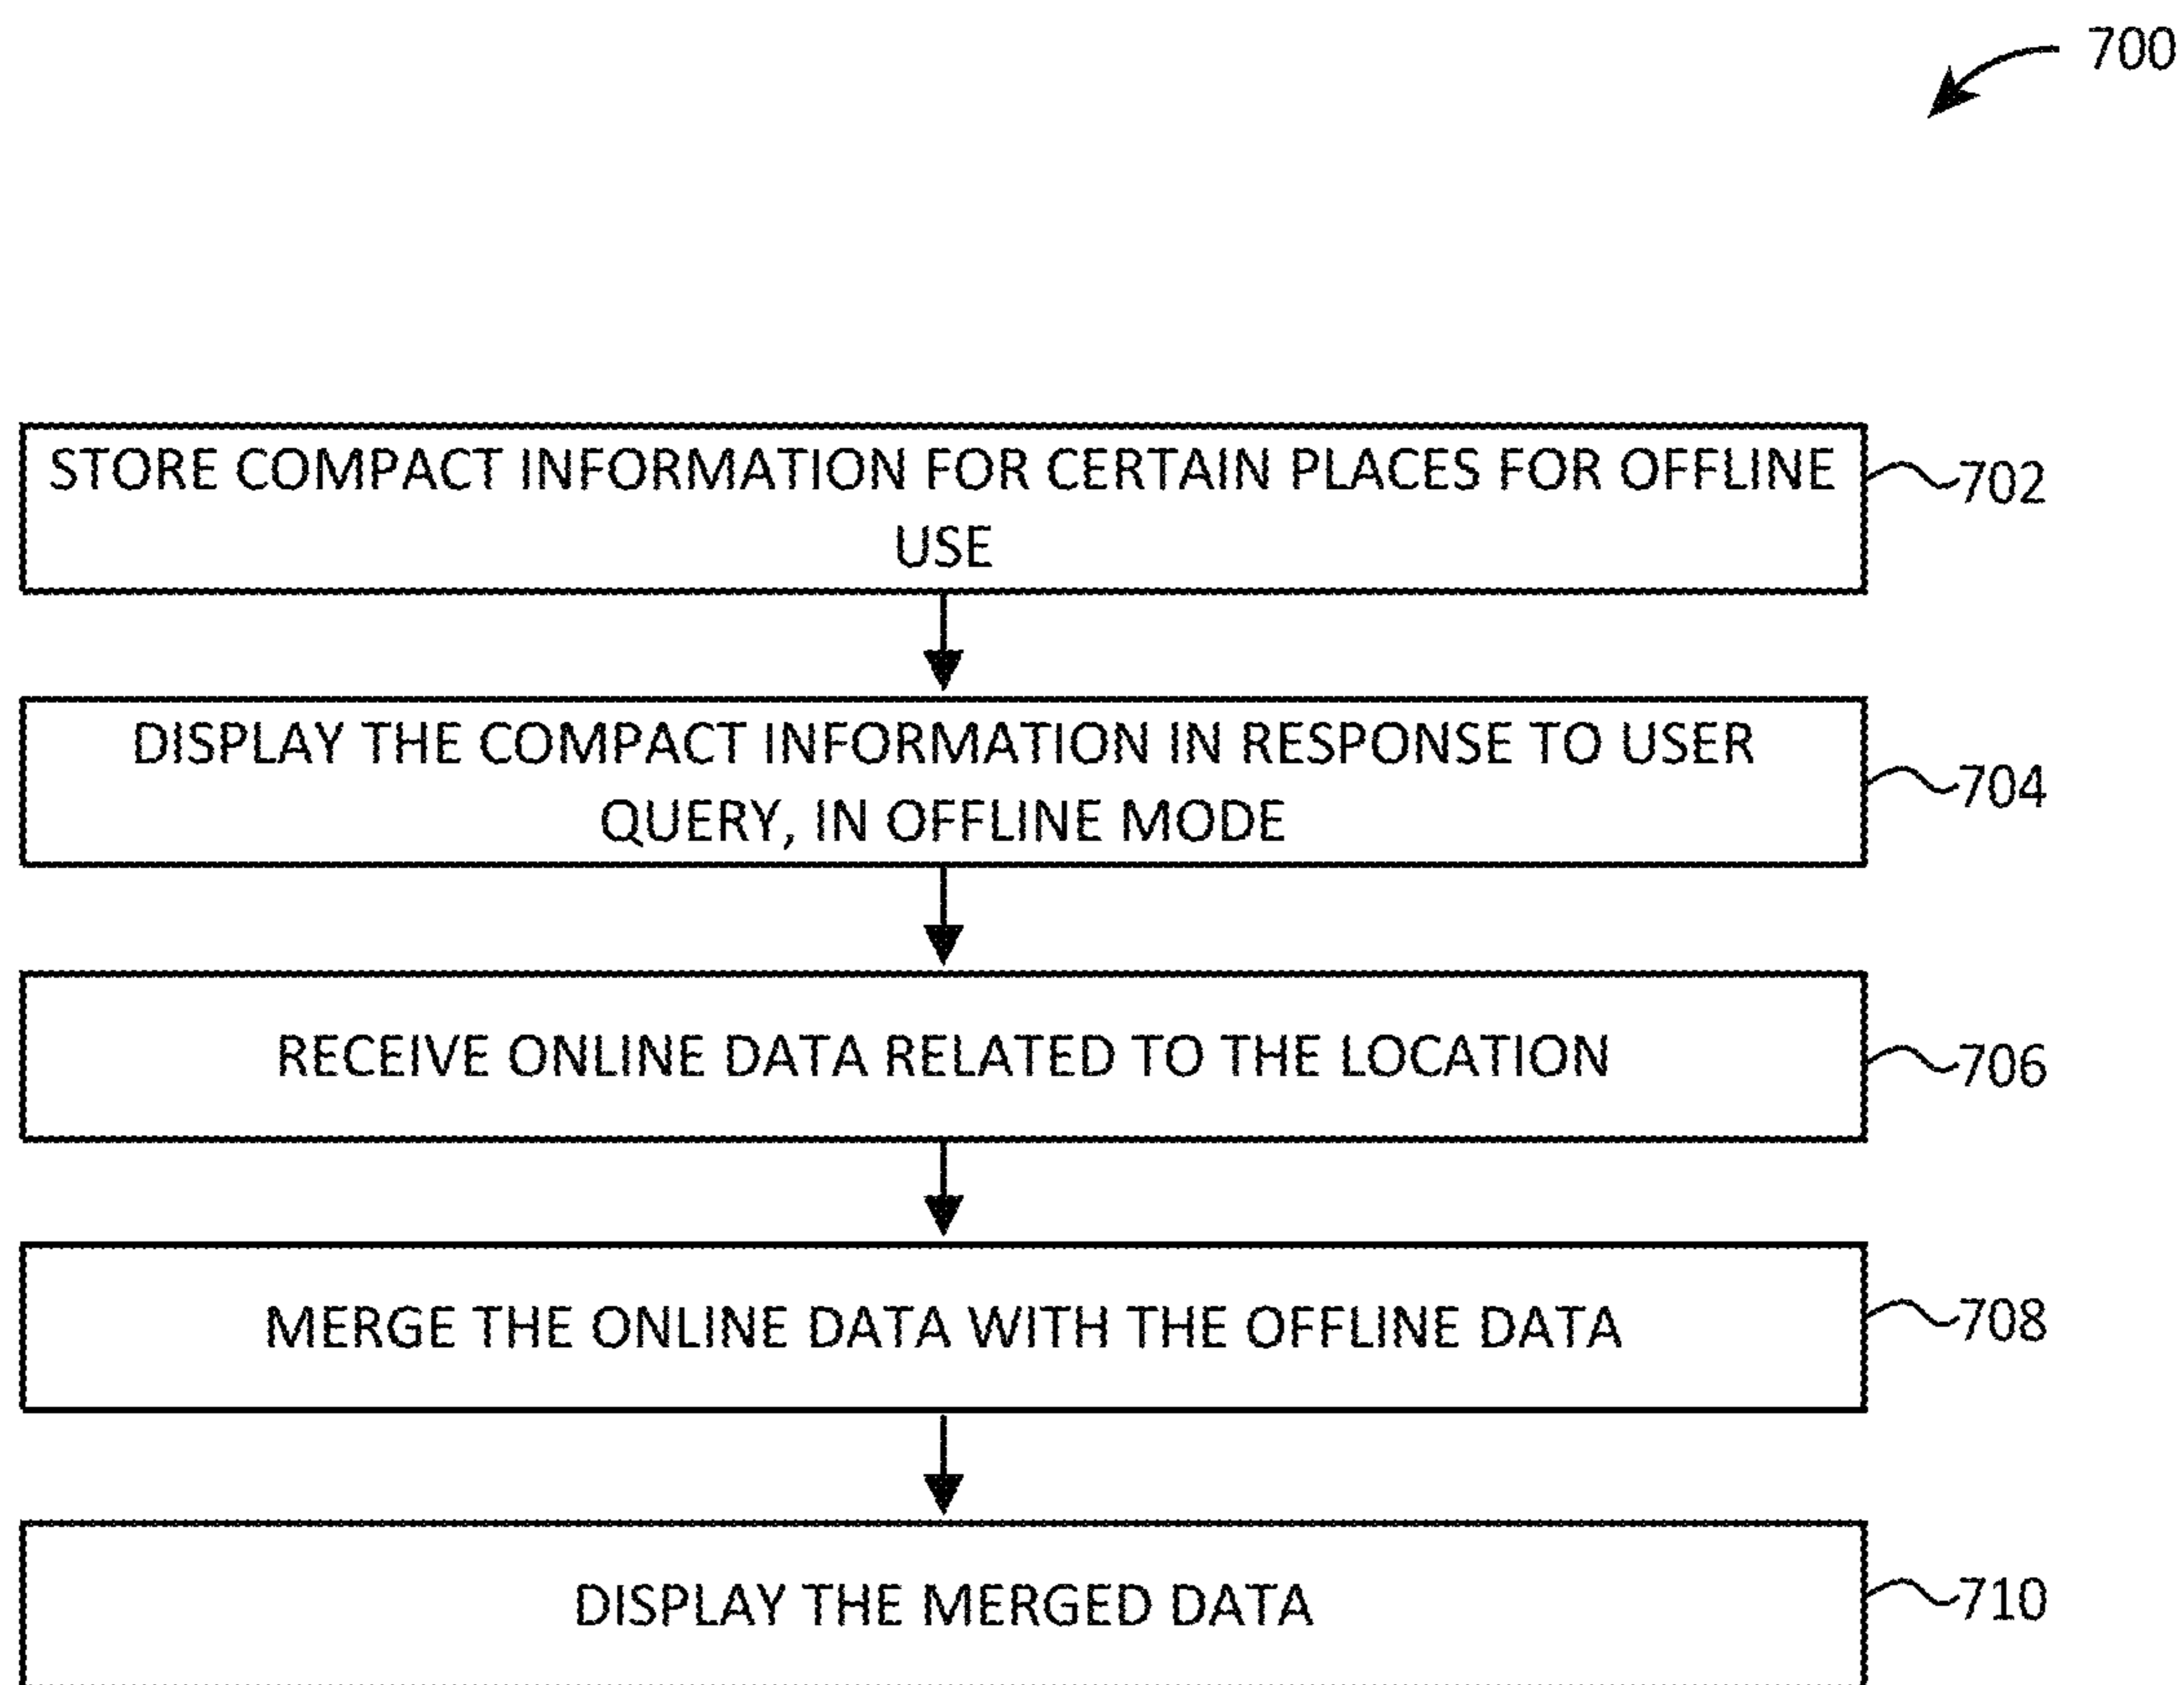 700
STORE COMPACT INFORMATION FOR CERTAIN PLACES FOR OFFLINE
USE
702
DISPLAY THE COMPACT INFORMATION IN RESPONSE TO USER
QUERY, IN OFFLINE MODE
704
RECEIVE ONLINE DATA RELATED TO THE LOCATION
706
MERGE THE ONLINE DATA WITH THE OFFLINE DATA
708
DISPLAY THE MERGED DATA
710